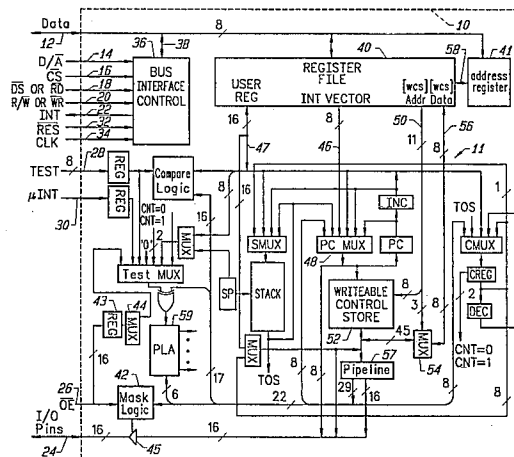 10
Data
12
8
36
38
40
58
41
D/A
14
CS
16
DS OR RD
18
R/W OR WR
20
INT
22
RES
32
CLK
34
BUS
INTERFACE
CONTROL
USER
REG
REGISTER
FILE
INT VECTOR
[wcs]
Addr
[wcs]
Data
address
register
16
47
46
8
50
11
56
8
11
TEST
8
28
REG
Compare
Logic
8
1
μINT
30
REG
CNT=0
CNT=1
"0"
2
MUX
16
16
INC
TOS
SMUX
PC MUX
48
PC
CMUX
Test MUX
SP
STACK
WRITEABLE
CONTROL
STORE
52
8
3
CREG
2
DEC
43
REG
44
MUX
59
PLA
MUX
45
MUX
54
CNT=0
CNT=1
16
TOS
8
8
57
Pipeline
8
8
26
OE
42
Mask
Logic
6
17
22
29
16
I/O
Pins
24
16
45
16